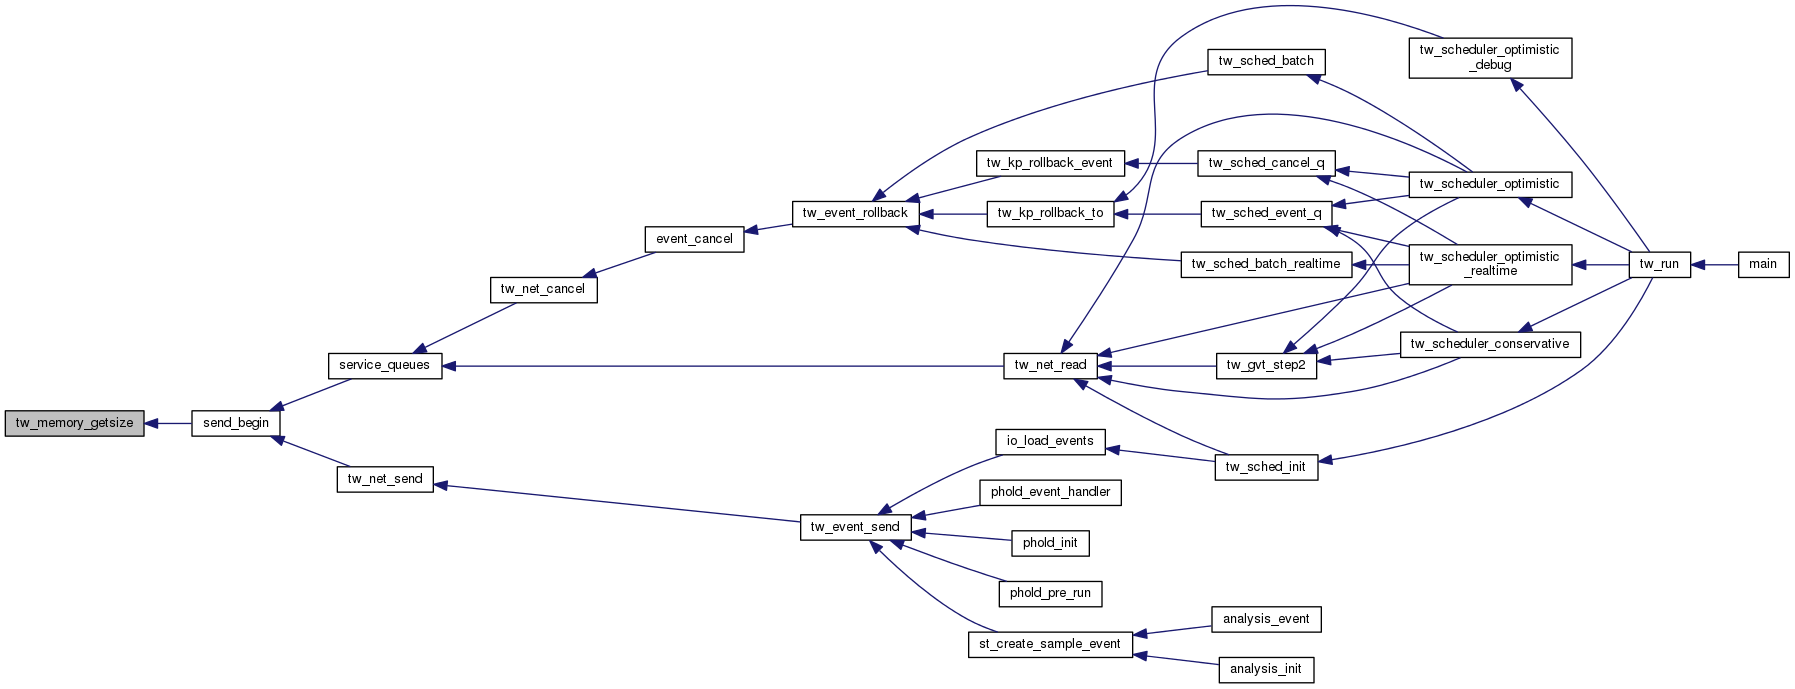 tw_memory_getsize
send_begin
service_queues
tw_net_send
tw_net_cancel
event_cancel
tw_event_rollback
tw_event_send
tw_kp_rollback_event
tw_kp_rollback_to
tw_net_read
io_load_events
phold_event_handler
phold_init
phold_pre_run
st_create_sample_event
tw_sched_batch
tw_sched_cancel_q
tw_sched_event_q
tw_sched_batch_realtime
tw_gvt_step2
tw_sched_init
analysis_event
analysis_init
tw_scheduler_optimistic
_debug
tw_scheduler_optimistic
tw_scheduler_optimistic
_realtime
tw_scheduler_conservative
tw_run
main